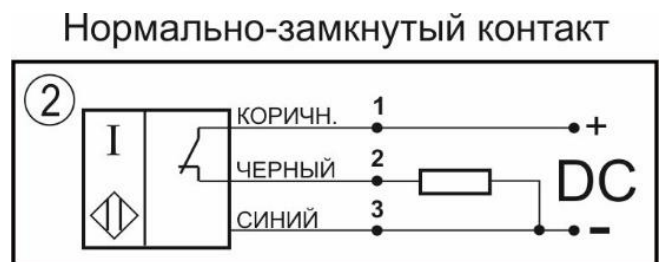 Нормально-замкнутый контакт
2
I
КОРИЧН. 1 +
ЧЕРНЫЙ 2
DC
СИНИЙ 3 -